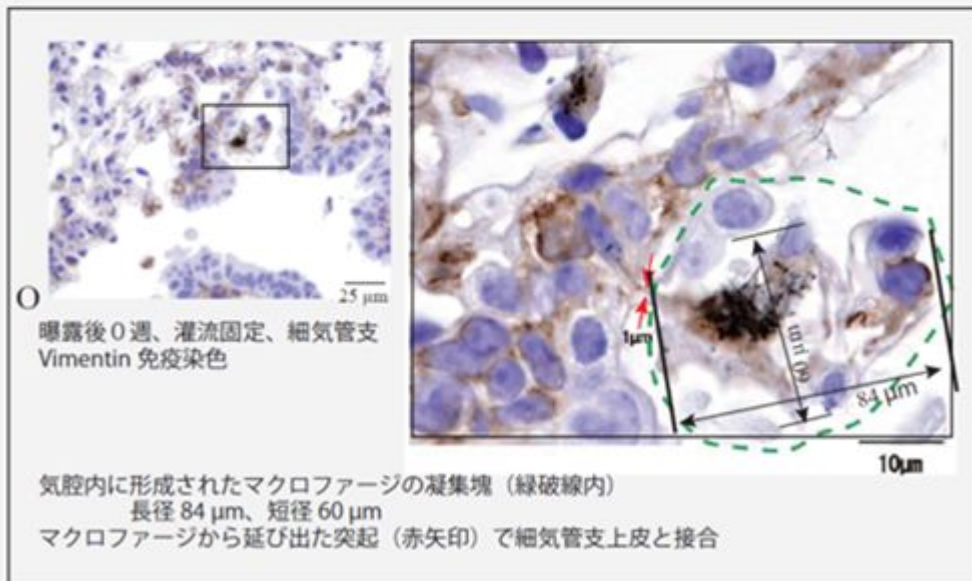 O
25 μm
曝露後０週、灌流固定、細気管支
Vimentin 免疫染色
1μm
60 μm
84 μm
10μm
気腔内に形成されたマクロファージの凝集塊（緑破線内）
長径 84 μm、短径 60 μm
マクロファージから延び出た突起（赤矢印）で細気管支上皮と接合